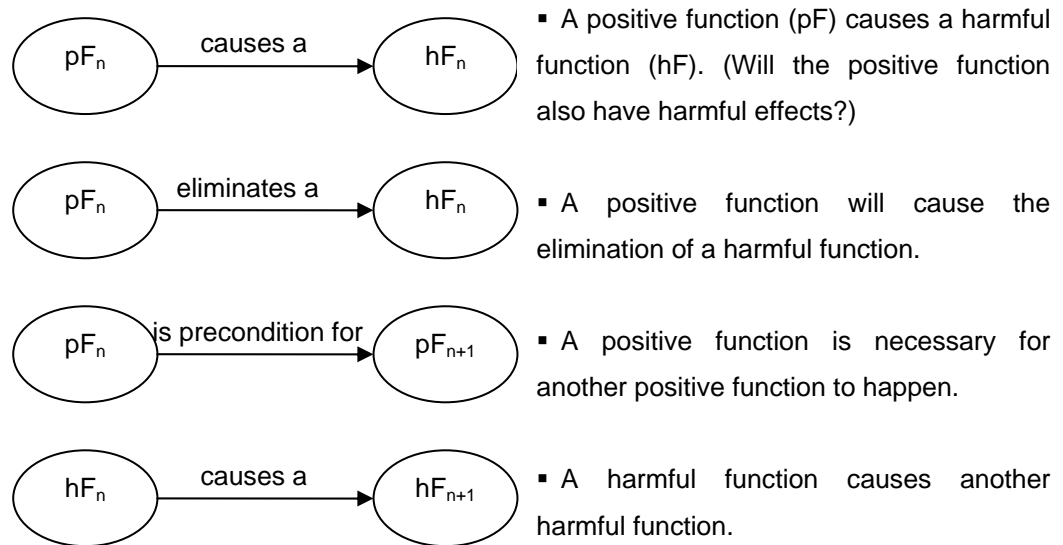 pFₙ causes a hFₙ
▪ A positive function (pF) causes a harmful
function (hF). (Will the positive function
also have harmful effects?)
pFₙ eliminates a hFₙ
▪ A positive function will cause the
elimination of a harmful function.
pFₙ is precondition for pFₙ₊₁
▪ A positive function is necessary for
another positive function to happen.
hFₙ causes a hFₙ₊₁
▪ A harmful function causes another
harmful function.